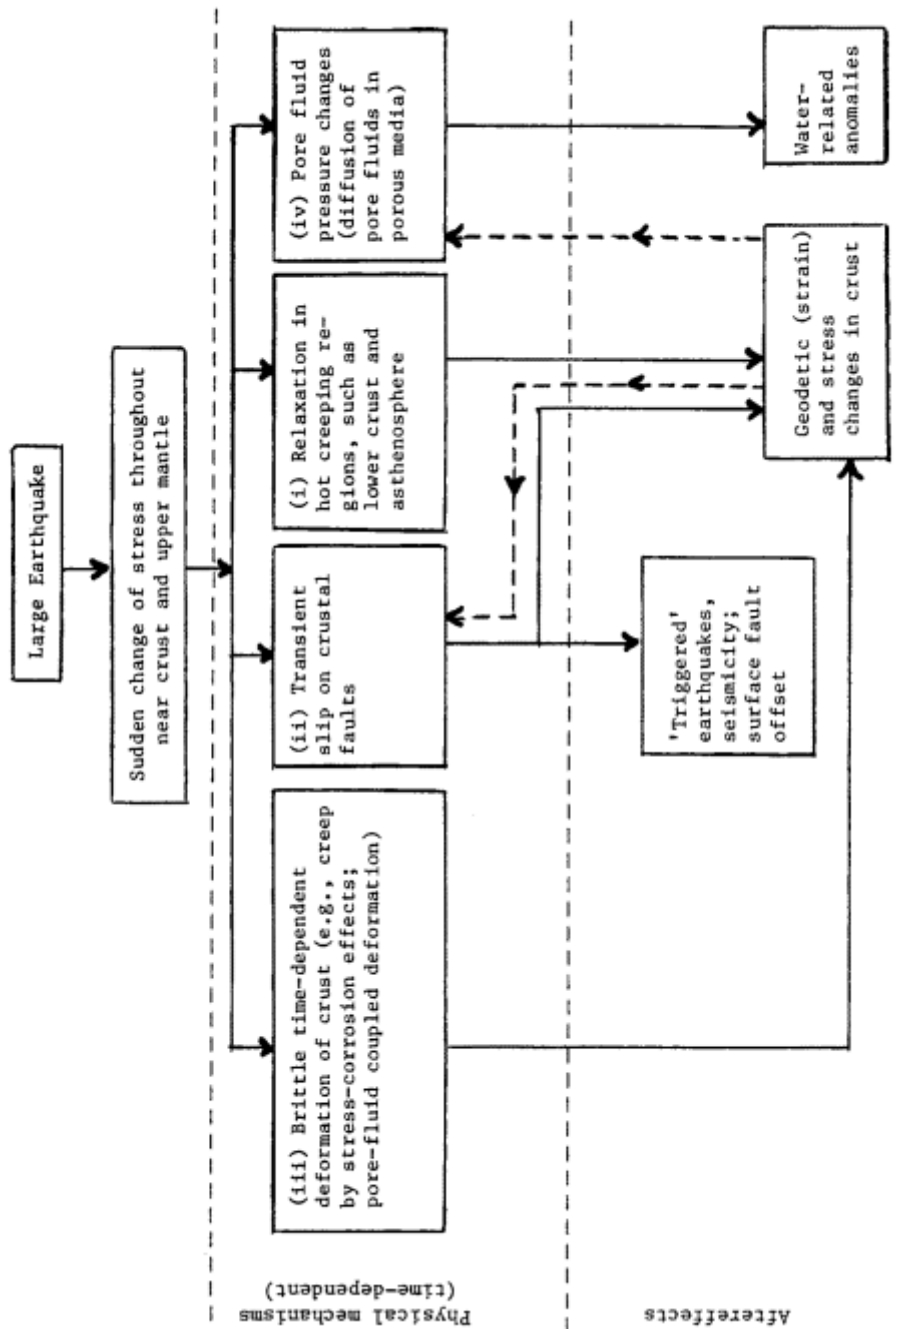 Large Earthquake
Sudden change of stress throughout
near crust and upper mantle
Physical mechanisms
(time-dependent)
(iii) Brittle time-dependent
deformation of crust (e.g., creep
by stress-corrosion effects;
pore-fluid coupled deformation)
(ii) Transient
slip on crustal
faults
(i) Relaxation in
hot creeping re-
gions, such as
lower crust and
asthenosphere
(iv) Pore fluid
pressure changes
(diffusion of
pore fluids in
porous media)
Aftereffects
'Triggered'
earthquakes,
seismicity;
surface fault
offset
Geodetic (strain)
and stress
changes in crust
Water-
related
anomalies